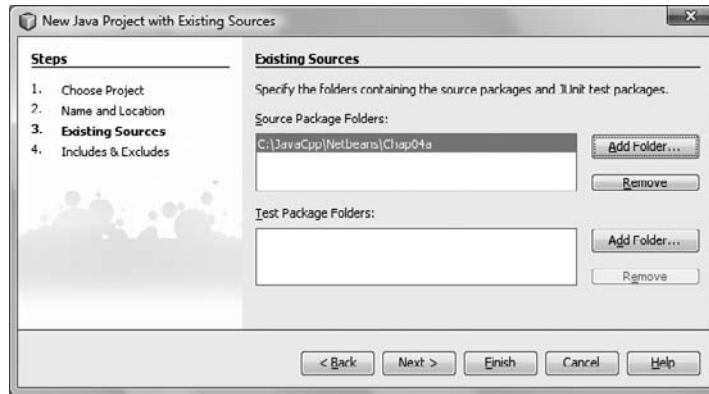 New Java Project with Existing Sources
Steps
1. Choose Project
2. Name and Location
3. Existing Sources
4. Includes & Excludes
Existing Sources
Specify the folders containing the source packages and JUnit test packages.
Source Package Folders:
C:\JavaCpp\Netbeans\Chap04a
Add Folder...
Remove
Test Package Folders:
Add Folder...
Remove
< Back
Next >
Finish
Cancel
Help